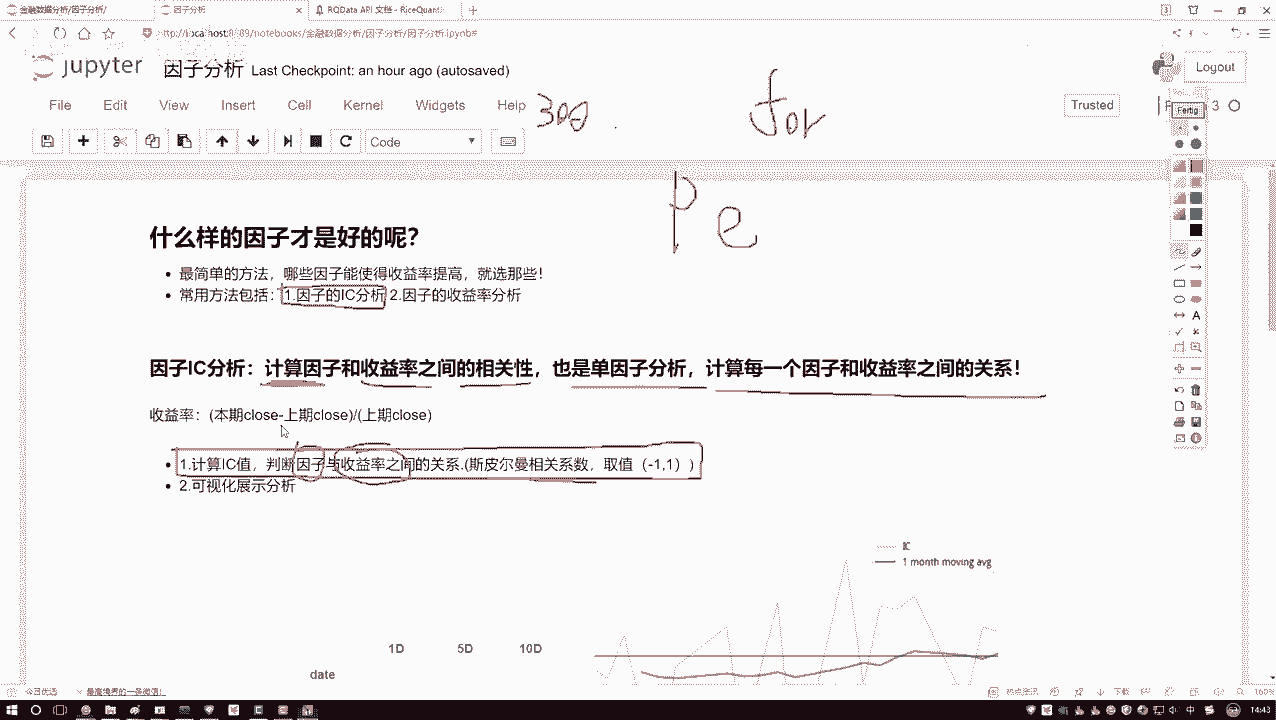 金融数据分析/因子分析/
因子分析
RQData API 文档 - RiceQuant
localhost:8889/notebooks/金融数据分析/因子分析/因子分析.ipynb#
jupyter 因子分析 Last Checkpoint: an hour ago (autosaved)
Logout
File Edit View Insert Cell Kernel Widgets Help
Trusted
3
Fertig
Code
300
for
Pe
什么样的因子才是好的呢？
最简单的方法，哪些因子能使得收益率提高，就选那些！
常用方法包括：1.因子的IC分析 2.因子的收益率分析
因子IC分析：计算因子和收益率之间的相关性，也是单因子分析，计算每一个因子和收益率之间的关系！
收益率：(本期close-上期close)/(上期close)
1.计算IC值，判断因子与收益率之间的关系.(斯皮尔曼相关系数，取值（-1,1））
2.可视化展示分析
IC
1 month moving avg
1D 5D 10D
date
今日优选
下载
100%
中
14:43